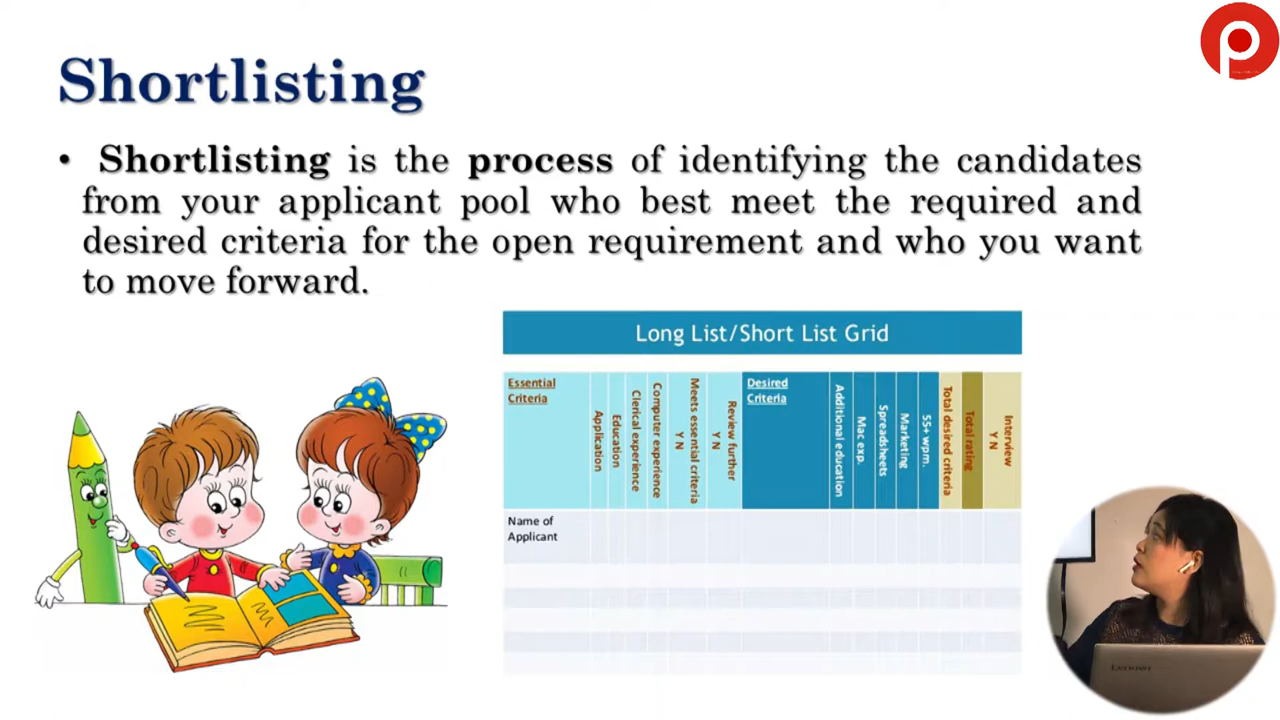 Shortlisting
• Shortlisting is the process of identifying the candidates
from your applicant pool who best meet the required and
desired criteria for the open requirement and who you want
to move forward.
Long List/Short List Grid
Essential
Criteria
Application
Education
Clerical experience
Computer experience
Meets essential criteria
Y N
Review further
Y N
Desired
Criteria
Additional education
Mac exp.
Spreadsheets
Marketing
55+ wpm.
Total desired criteria
Total rating
Interview
Y N
Name of
Applicant
Lenovo